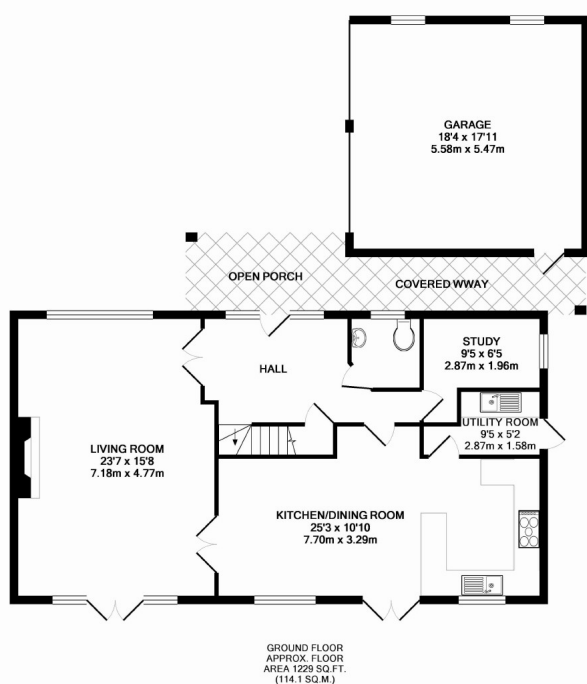 GARAGE
18'4 x 17'11
5.58m x 5.47m
OPEN PORCH
COVERED WWAY
STUDY
9'5 x 6'5
2.87m x 1.96m
HALL
UTILITY ROOM
9'5 x 5'2
2.87m x 1.58m
LIVING ROOM
23'7 x 15'8
7.18m x 4.77m
KITCHEN/DINING ROOM
25'3 x 10'10
7.70m x 3.29m
GROUND FLOOR
APPROX. FLOOR
AREA 1229 SQ.FT.
(114.1 SQ.M.)